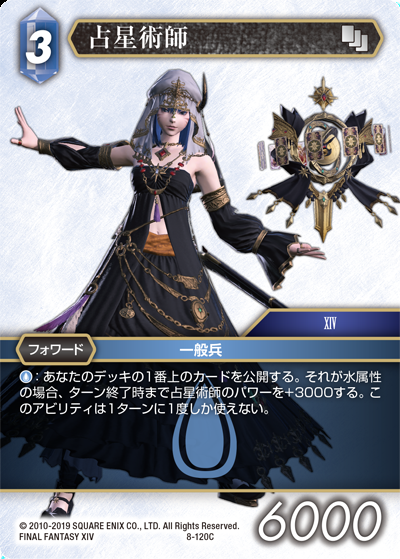 3
占星術師
XIV
フォワード
一般兵
:あなたのデッキの1番上のカードを公開する。それが水属性
の場合、ターン終了時まで占星術師のパワーを+3000する。こ
のアビリティは1ターンに1度しか使えない。
© 2010-2019 SQUARE ENIX CO., LTD. All Rights Reserved.
FINAL FANTASY XIV
8-120C
6000